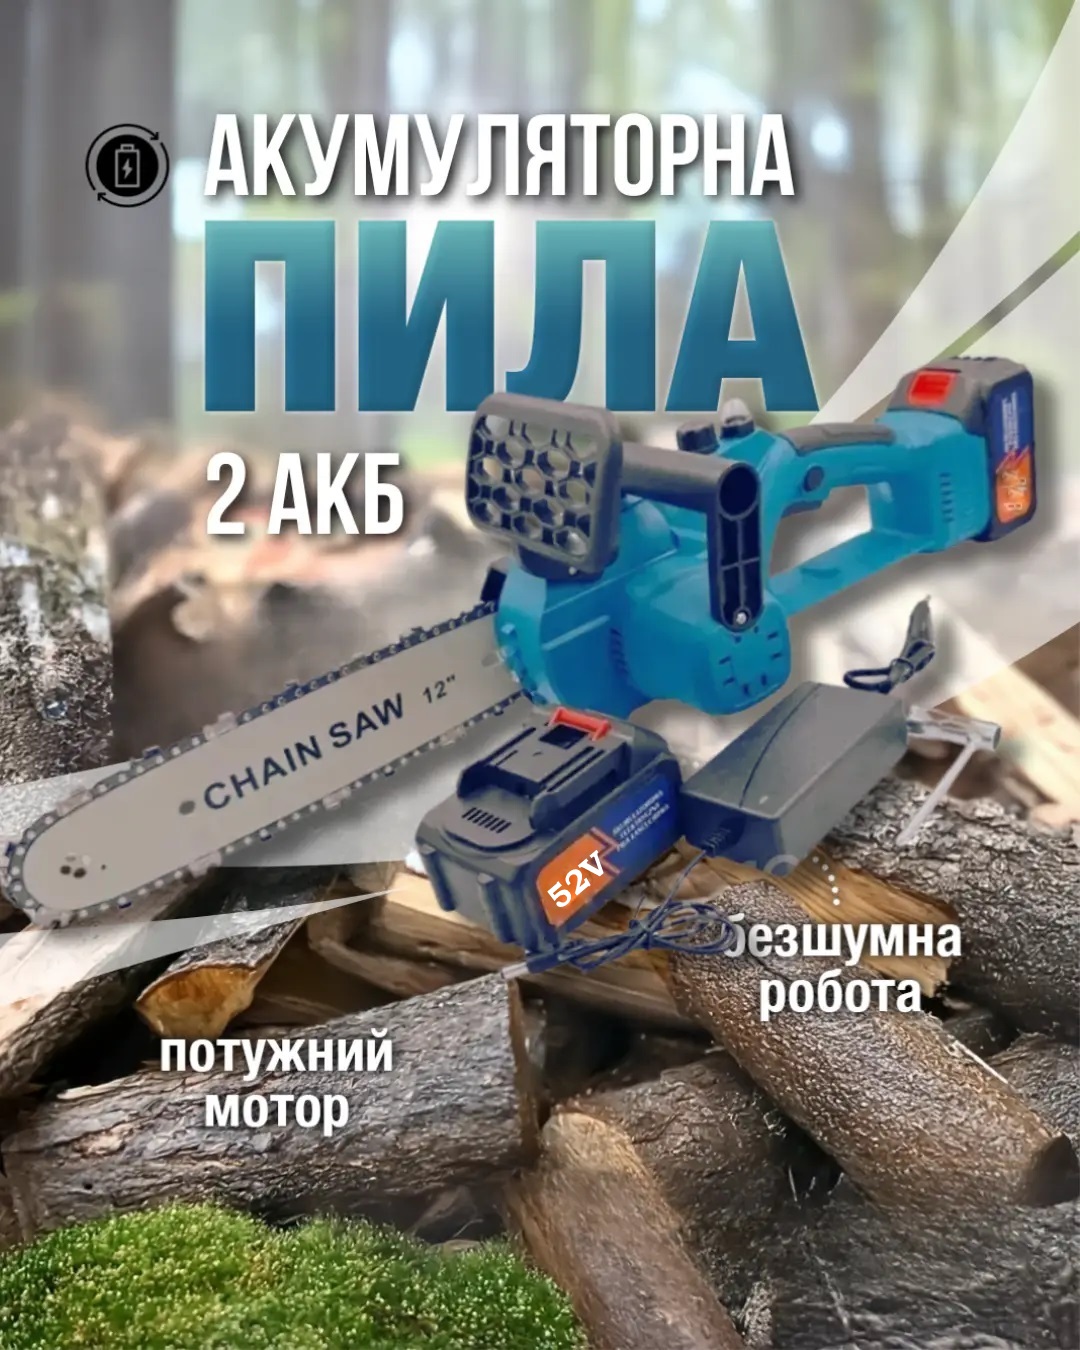 АКУМУЛЯТОРНА
ПИЛА
2 АКБ
CHAIN SAW 12"
52V
безшумна
робота
потужний
мотор